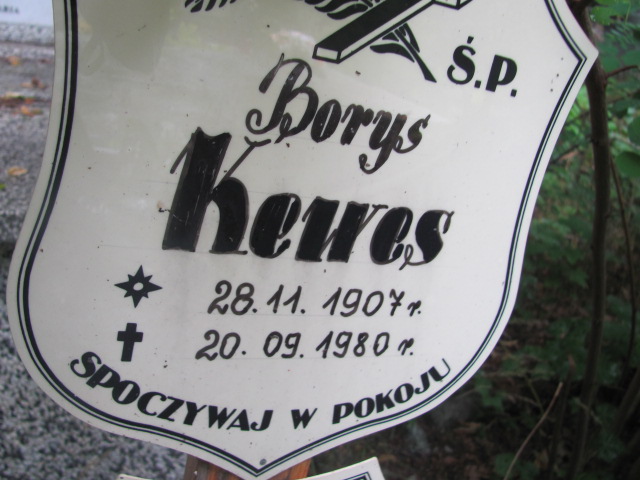 Ś.P.
Borys
Kewes
28.11.1907 r.
20.09.1980 r.
SPOCZYWAJ W POKOJU